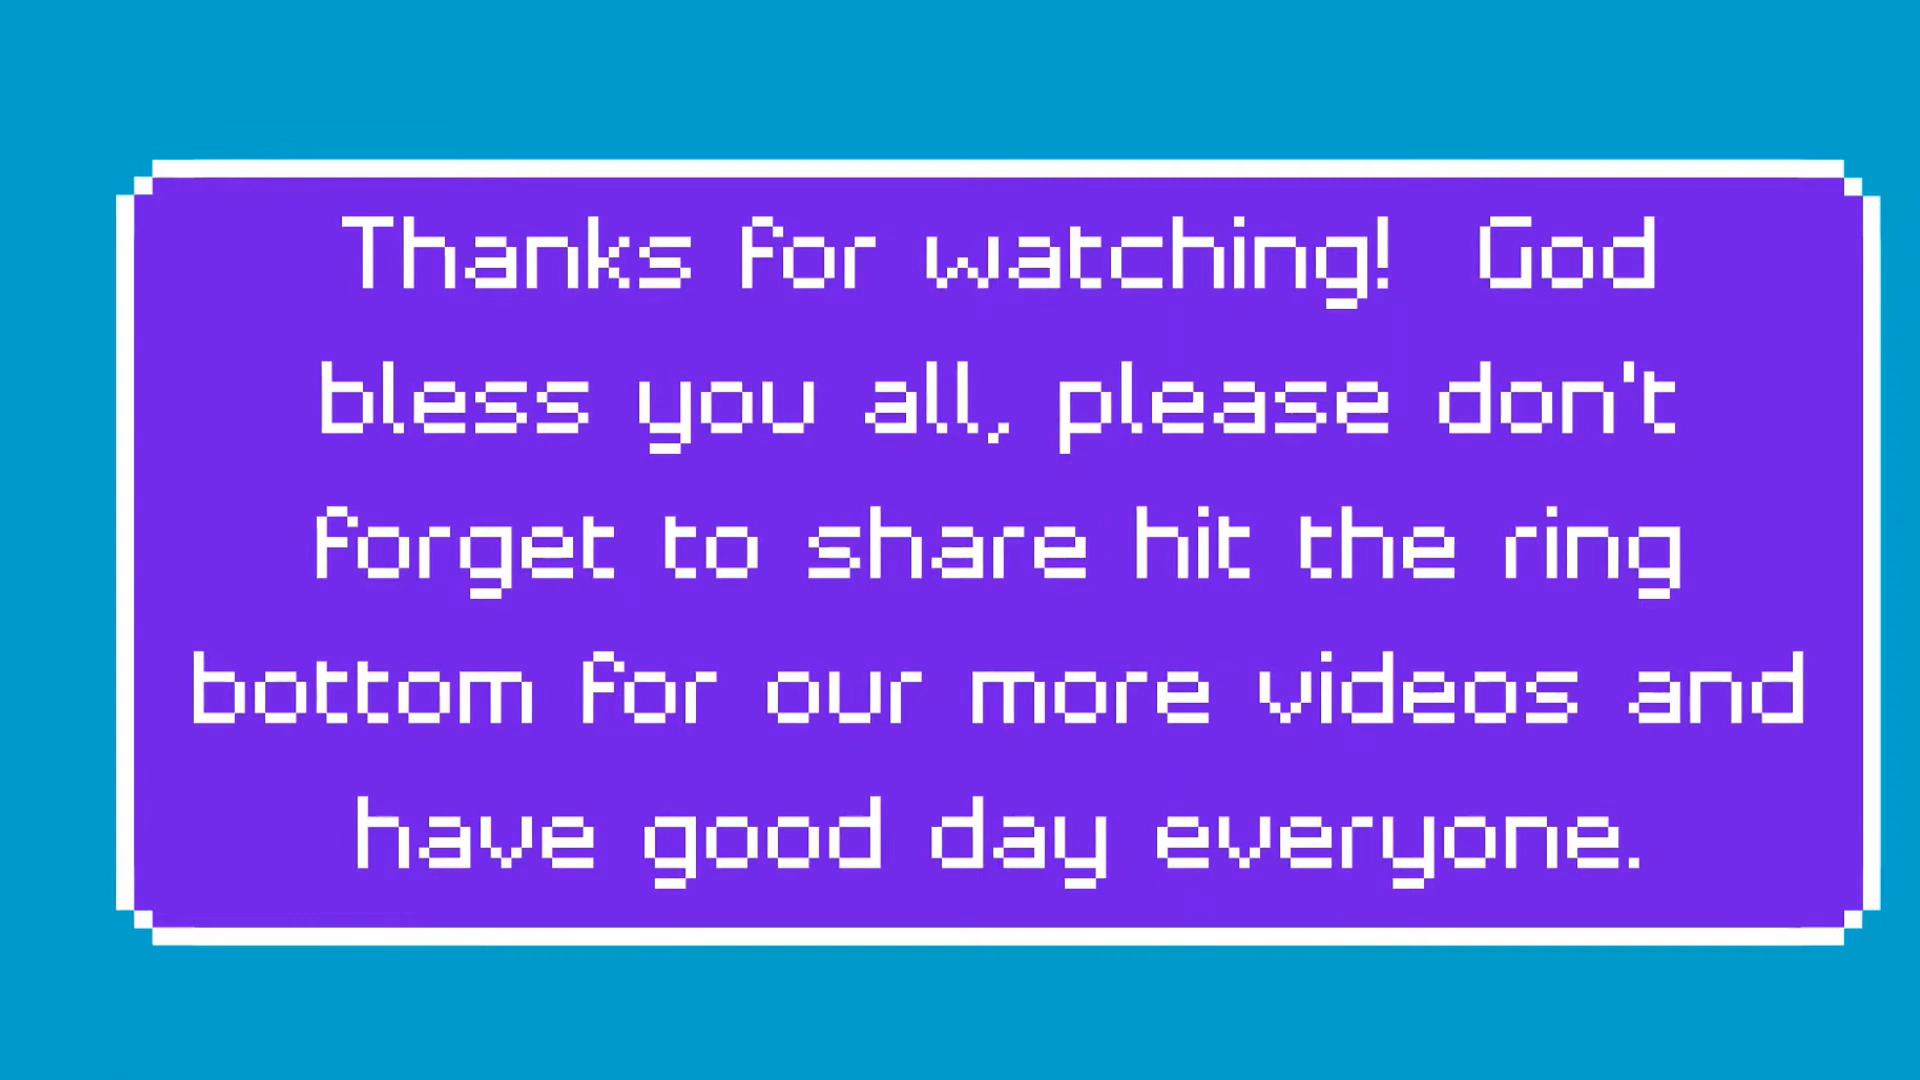 Thanks for watching! God
bless you all, please don't
forget to share hit the ring
bottom for our more videos and
have good day everyone.